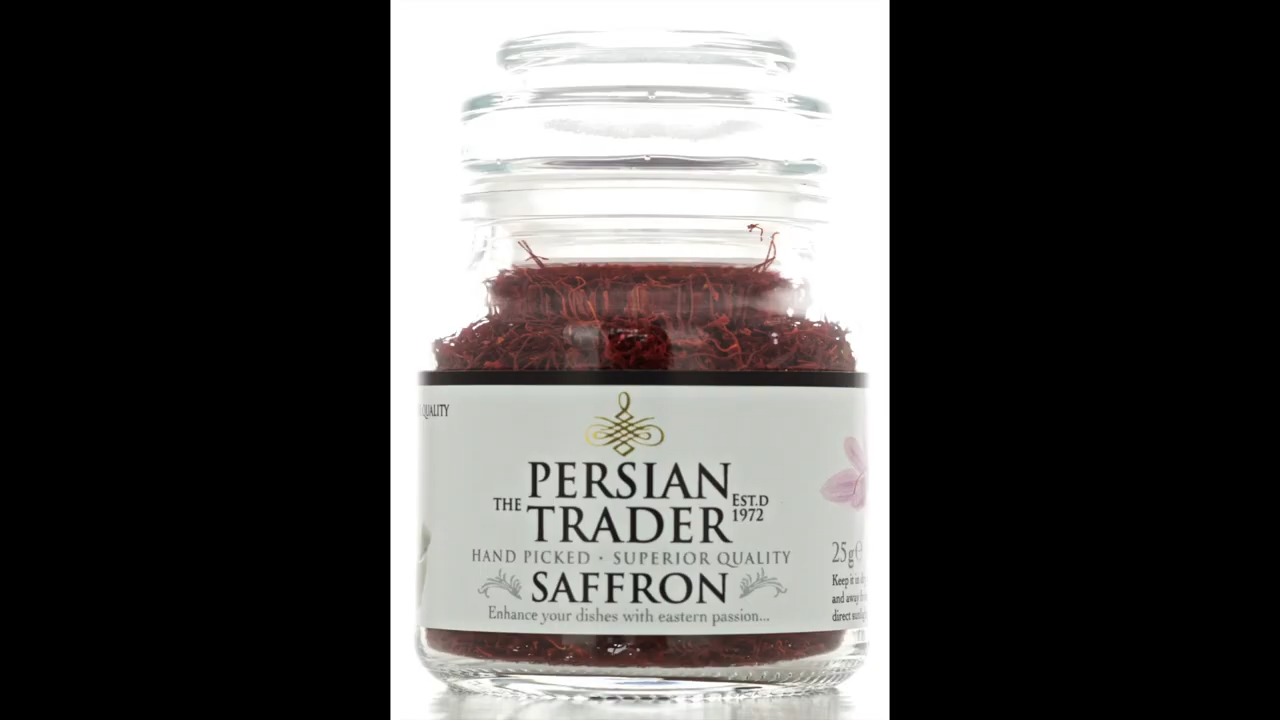 QUALITY
THE PERSIAN TRADER EST.D 1972
HAND PICKED · SUPERIOR QUALITY
SAFFRON
Enhance your dishes with eastern passion...
25g℮
Keep it in
and away
direct